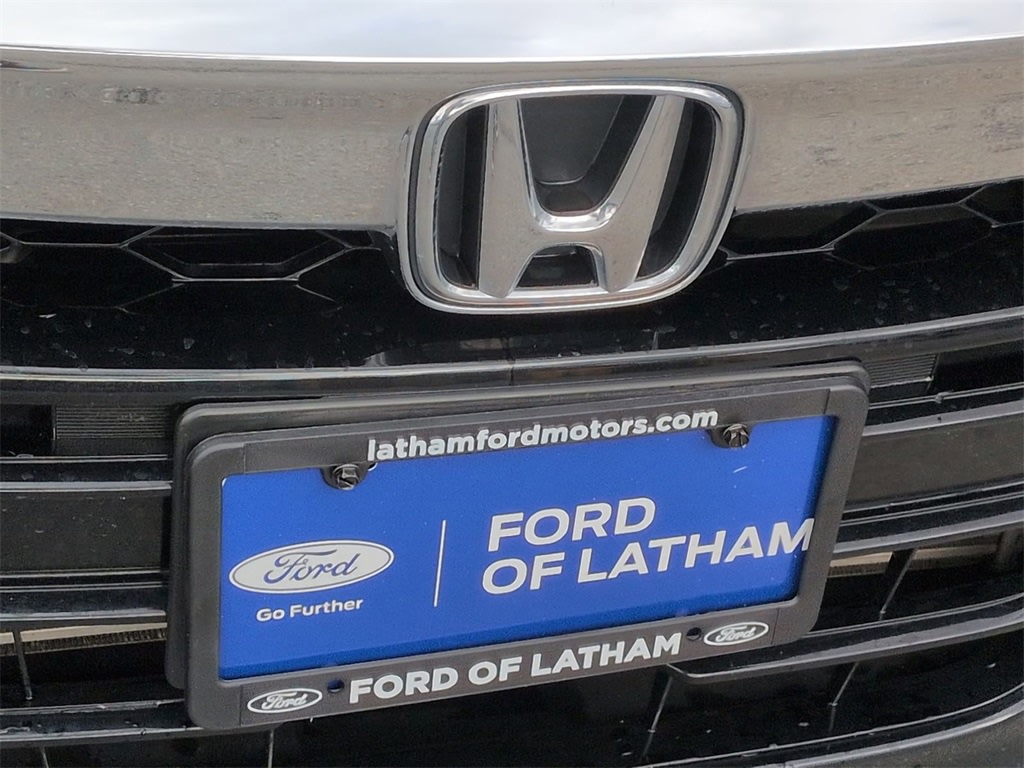 lathamfordmotors.com
Ford
Go Further
FORD
OF LATHAM
Ford
FORD OF LATHAM
Ford